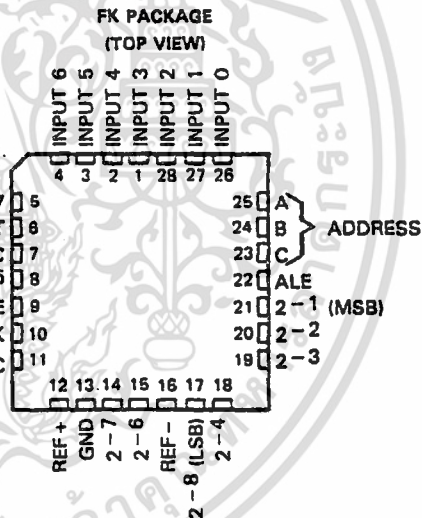 FK PACKAGE
(TOP VIEW)
INPUT 6
INPUT 5
INPUT 4
INPUT 3
INPUT 2
INPUT 1
INPUT 0
4 3 2 1 28 27 26
7 5 25 A
T 6 24 B ADDRESS
C 7 23 C
5 8 22 ALE
E 9 21 2-1 (MSB)
K 10 20 2-2
C 11 19 2-3
12 13 14 15 16 17 18
REF+
GND
2-7
2-6
REF-
2-8 (LSB)
2-4